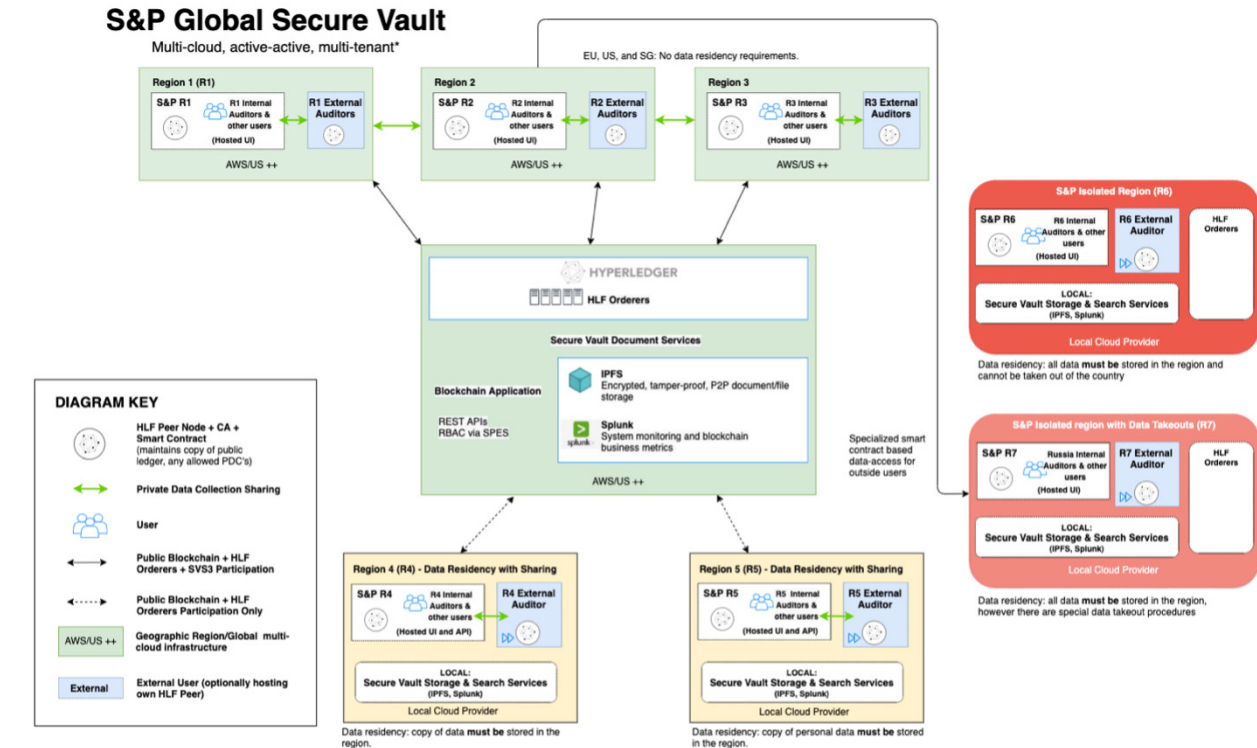 S&P Global Secure Vault
Multi-cloud, active-active, multi-tenant*
EU, US, and SG: No data residency requirements.
Region 1 (R1)
S&P R1
R1 Internal
Auditors &
other users
(Hosted UI)
R1 External
Auditors
AWS/US ++
Region 2
S&P R2
R2 Internal
Auditors &
other users
(Hosted UI)
R2 External
Auditors
AWS/US ++
Region 3
S&P R3
R3 Internal
Auditors &
other users
(Hosted UI)
R3 External
Auditors
AWS/US ++
HYPERLEDGER
HLF Orderers
Secure Vault Document Services
Blockchain Application
REST APIs
RBAC via SPES
IPFS
Encrypted, tamper-proof, P2P document/file
storage
splunk>
Splunk
System monitoring and blockchain
business metrics
AWS/US ++
Specialized smart
contract based
data-access for
outside users
S&P Isolated Region (R6)
S&P R6
R6 Internal
Auditors & other
users
(Hosted UI)
R6 External
Auditor
HLF
Orderers
LOCAL:
Secure Vault Storage & Search Services
(IPFS, Splunk)
Local Cloud Provider
Data residency: all data must be stored in the region and
cannot be taken out of the country
S&P Isolated region with Data Takeouts (R7)
S&P R7
Russia Internal
Auditors & other
users
(Hosted UI)
R7 External
Auditor
HLF
Orderers
LOCAL:
Secure Vault Storage & Search Services
(IPFS, Splunk)
Local Cloud Provider
Data residency: all data must be stored in the region,
however there are special data takeout procedures
DIAGRAM KEY
HLF Peer Node + CA +
Smart Contract
(maintains copy of public
ledger, any allowed PDC's)
Private Data Collection Sharing
User
Public Blockchain + HLF
Orderers + SVS3 Participation
Public Blockchain + HLF
Orderers Participation Only
AWS/US ++
Geographic Region/Global multi-
cloud infrastructure
External
External User (optionally hosting
own HLF Peer)
Region 4 (R4) - Data Residency with Sharing
S&P R4
R4 Internal
Auditors &
other users
(Hosted UI and API)
R4 External
Auditor
LOCAL:
Secure Vault Storage & Search Services
(IPFS, Splunk)
Local Cloud Provider
Data residency: copy of data must be stored in the
region.
Region 5 (R5) - Data Residency with Sharing
S&P R5
R5 Internal
Auditors &
other users
(Hosted UI and API)
R5 External
Auditor
LOCAL:
Secure Vault Storage & Search Services
(IPFS, Splunk)
Local Cloud Provider
Data residency: copy of personal data must be stored
in the region.